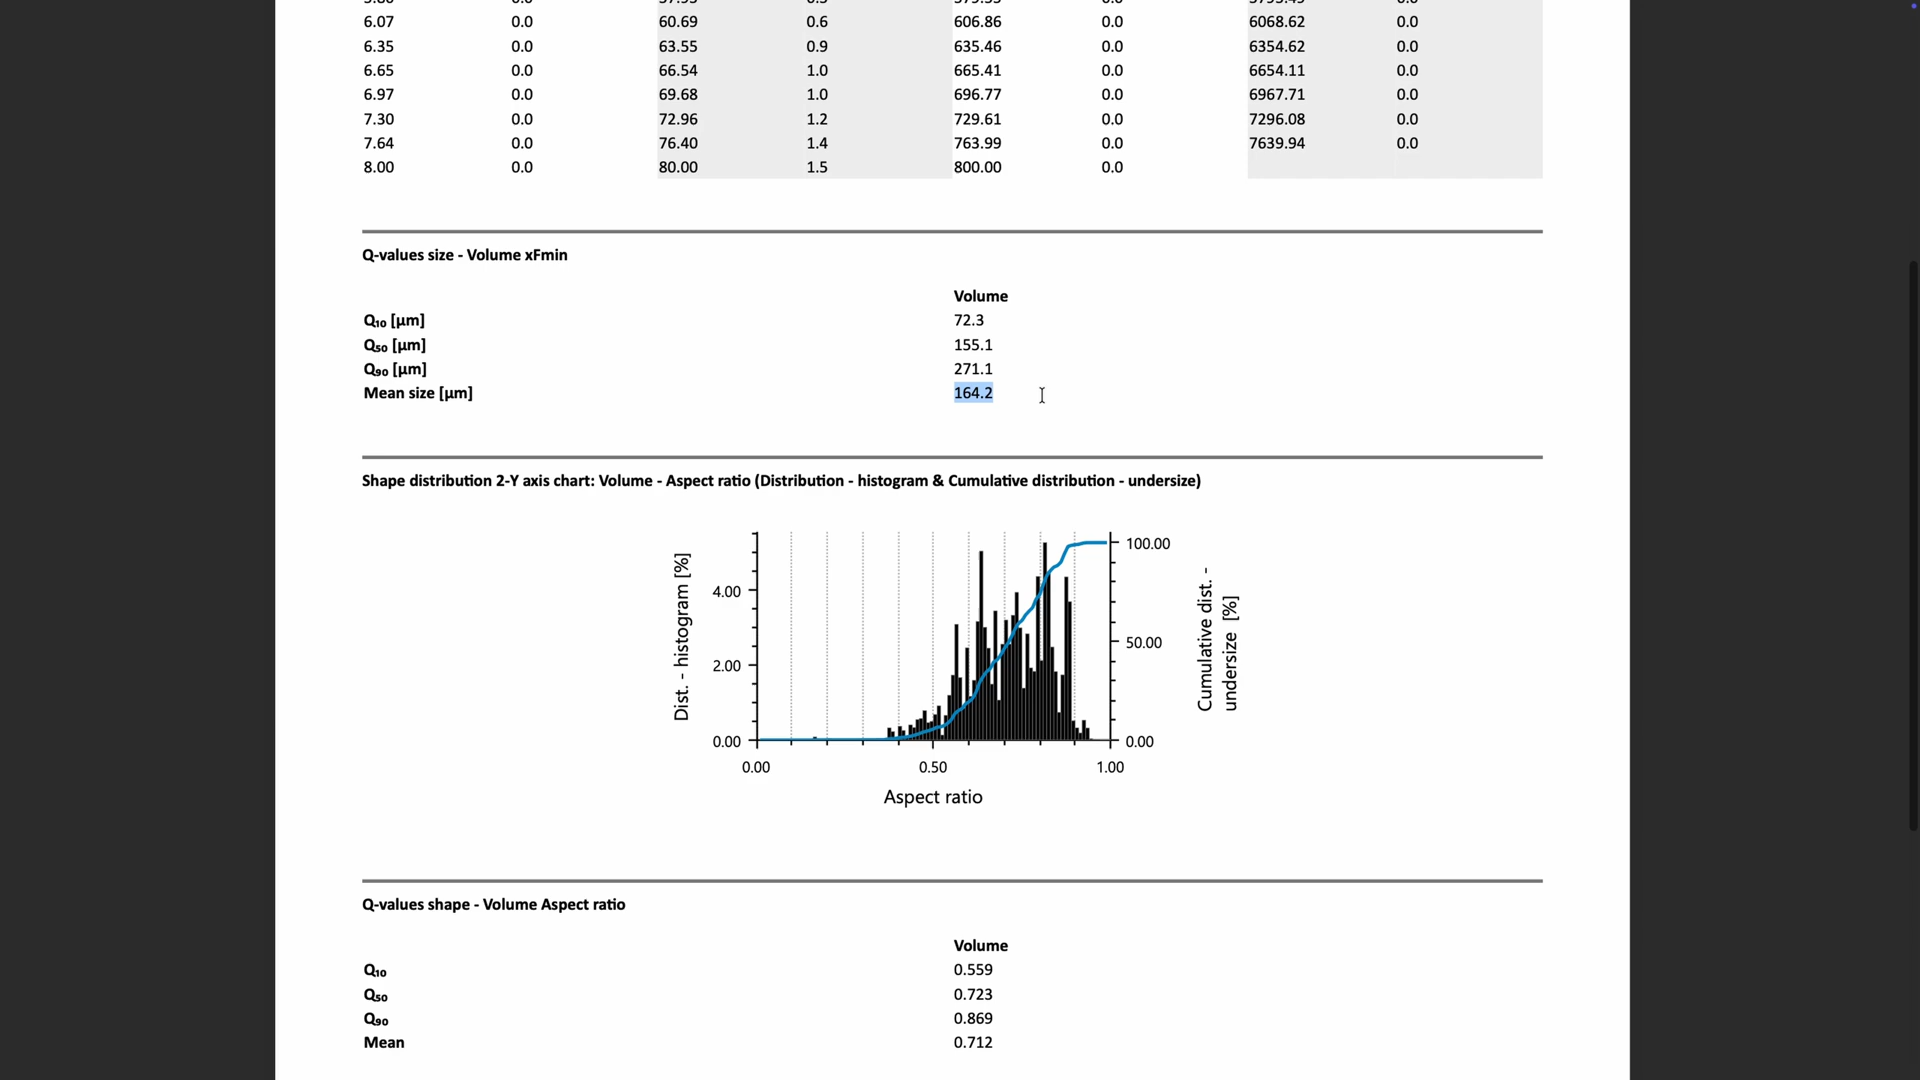 6.07 0.0 60.69 0.6 606.86 0.0 6068.62 0.0
6.35 0.0 63.55 0.9 635.46 0.0 6354.62 0.0
6.65 0.0 66.54 1.0 665.41 0.0 6654.11 0.0
6.97 0.0 69.68 1.0 696.77 0.0 6967.71 0.0
7.30 0.0 72.96 1.2 729.61 0.0 7296.08 0.0
7.64 0.0 76.40 1.4 763.99 0.0 7639.94 0.0
8.00 0.0 80.00 1.5 800.00 0.0
Q-values size - Volume xFmin
Volume
Q₁₀ [µm] 72.3
Q₅₀ [µm] 155.1
Q₉₀ [µm] 271.1
Mean size [µm] 164.2
Shape distribution 2-Y axis chart: Volume - Aspect ratio (Distribution - histogram & Cumulative distribution - undersize)
Dist. - histogram [%]
4.00
2.00
0.00
100.00
50.00
0.00
Cumulative dist. -
undersize [%]
0.00 0.50 1.00
Aspect ratio
Q-values shape - Volume Aspect ratio
Volume
Q₁₀ 0.559
Q₅₀ 0.723
Q₉₀ 0.869
Mean 0.712